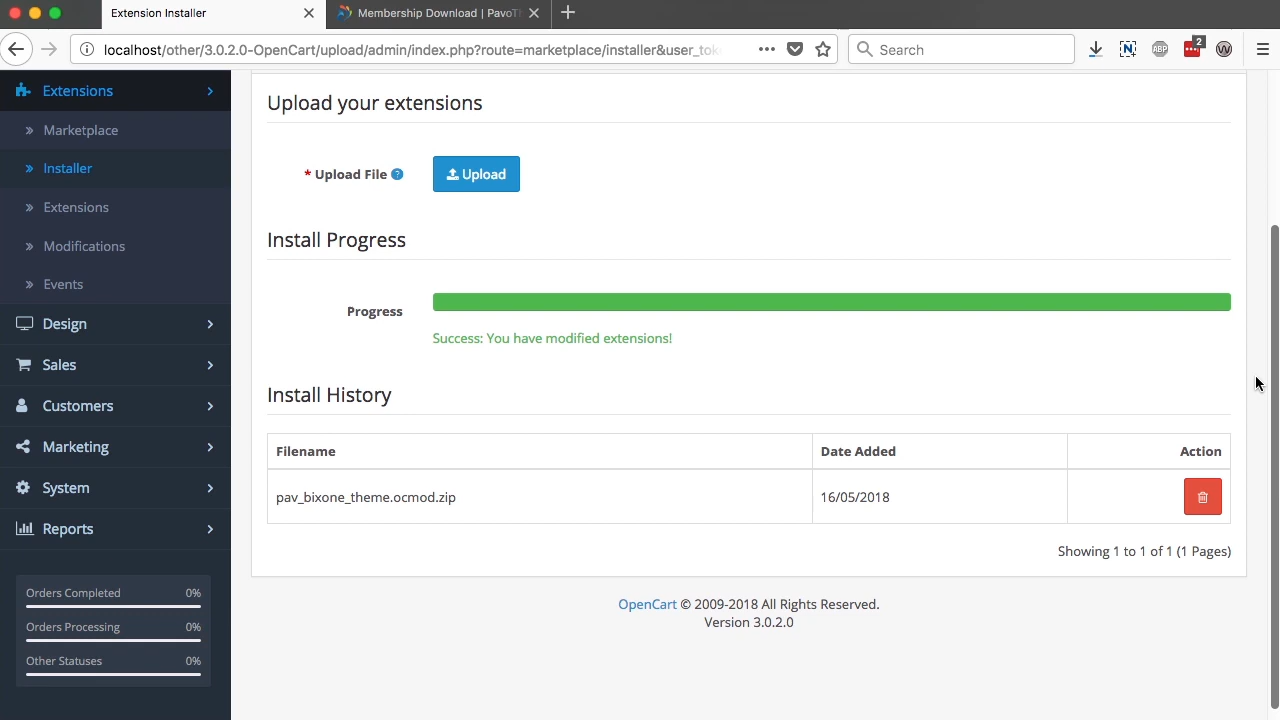 Extension Installer
Membership Download | PavoT
localhost/other/3.0.2.0-OpenCart/upload/admin/index.php?route=marketplace/installer&user_tok
Search
ABP
2
Extensions
Marketplace
Installer
Extensions
Modifications
Events
Design
Sales
Customers
Marketing
System
Reports
Orders Completed 0%
Orders Processing 0%
Other Statuses 0%
Upload your extensions
* Upload File ? Upload
Install Progress
Progress
Success: You have modified extensions!
Install History
Filename Date Added Action
pav_bixone_theme.ocmod.zip 16/05/2018
Showing 1 to 1 of 1 (1 Pages)
OpenCart © 2009-2018 All Rights Reserved.
Version 3.0.2.0